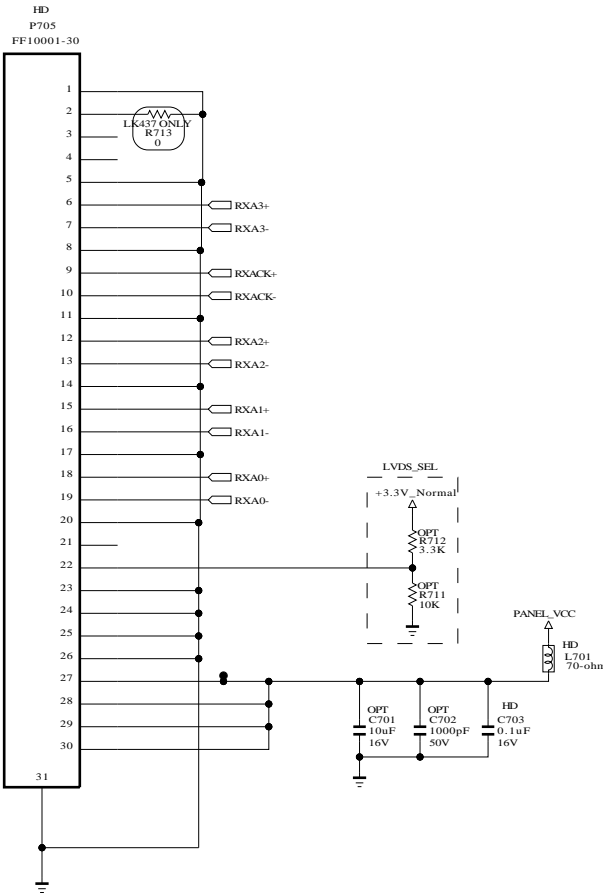 HD
P705
FF10001-30
1
2
LK437 ONLY
R713
0
3
4
5
6
RXA3+
7
RXA3-
8
9
RXACK+
10
RXACK-
11
12
RXA2+
13
RXA2-
14
15
RXA1+
16
RXA1-
17
18
RXA0+
19
RXA0-
20
21
22
23
24
25
26
27
28
29
30
31
LVDS_SEL
+3.3V_Normal
OPT
R712
3.3K
OPT
R711
10K
PANEL_VCC
HD
L701
70-ohm
OPT
C701
10uF
16V
OPT
C702
1000pF
50V
HD
C703
0.1uF
16V